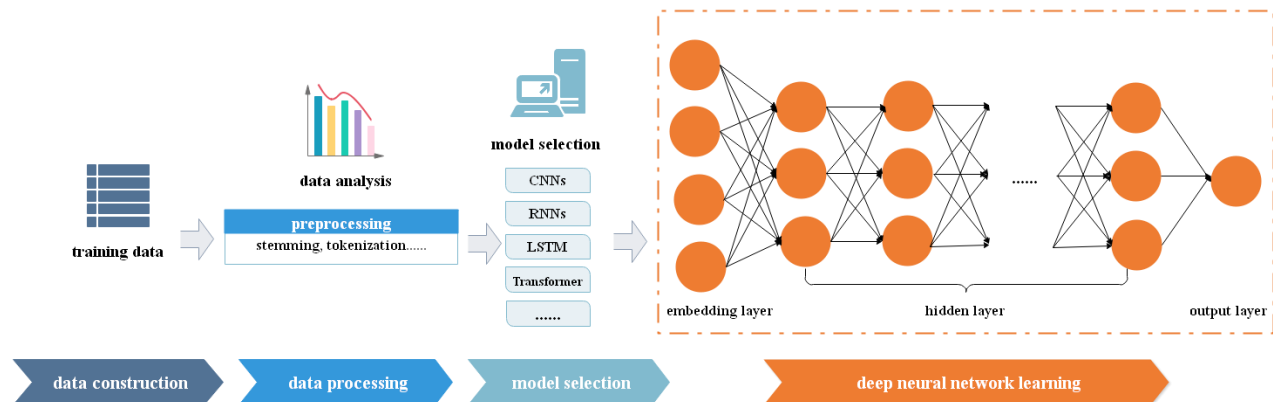 training data
data analysis
preprocessing
stemming, tokenization......
model selection
CNNs
RNNs
LSTM
Transformer
......
......
embedding layer
hidden layer
output layer
data construction
data processing
model selection
deep neural network learning